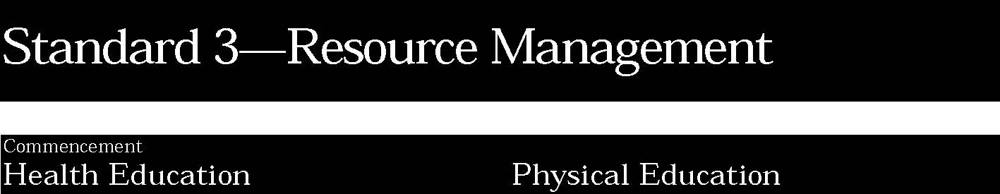 Standard 3—Resource Management
Commencement
Health Education
Physical Education